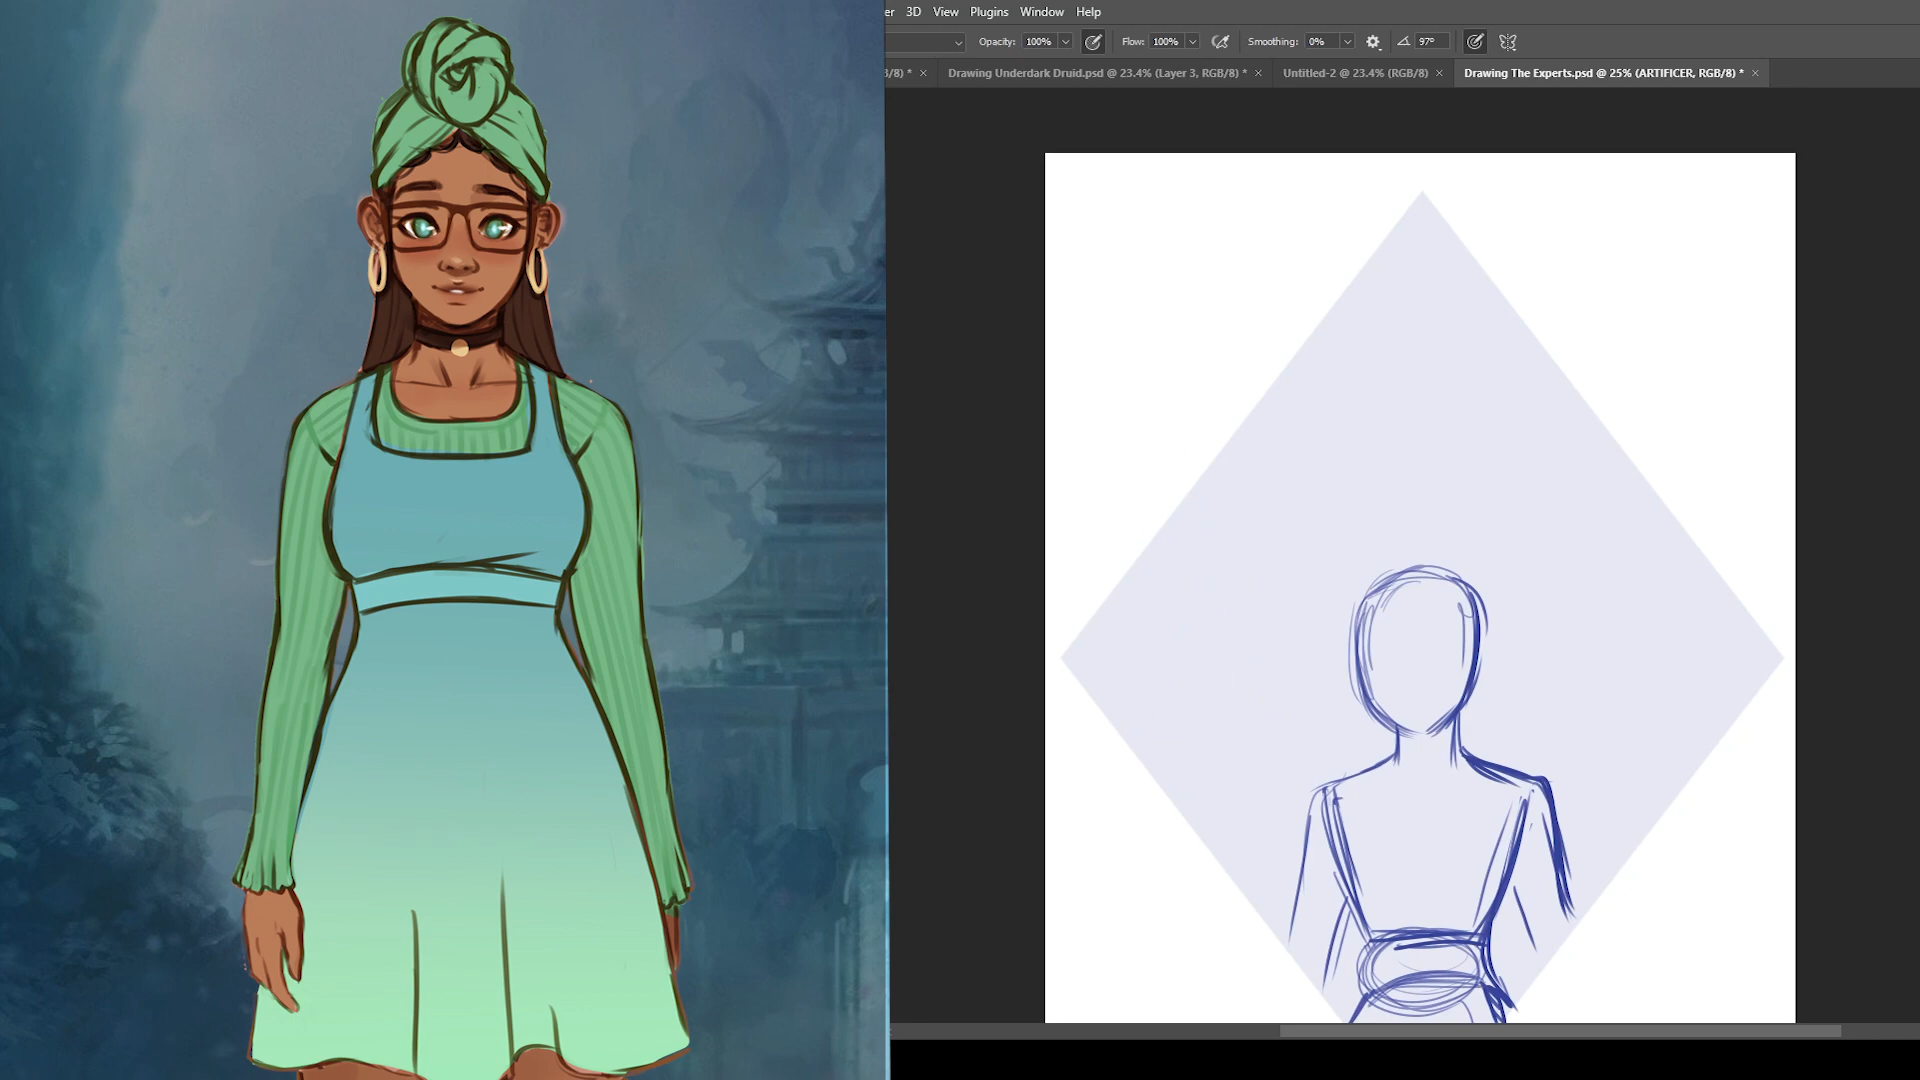 er 3D View Plugins Window Help
Opacity: 100% Flow: 100% Smoothing: 0% 97°
3/8) * × Drawing Underdark Druid.psd @ 23.4% (Layer 3, RGB/8) * × Untitled-2 @ 23.4% (RGB/8) × Drawing The Experts.psd @ 25% (ARTIFICER, RGB/8) * ×